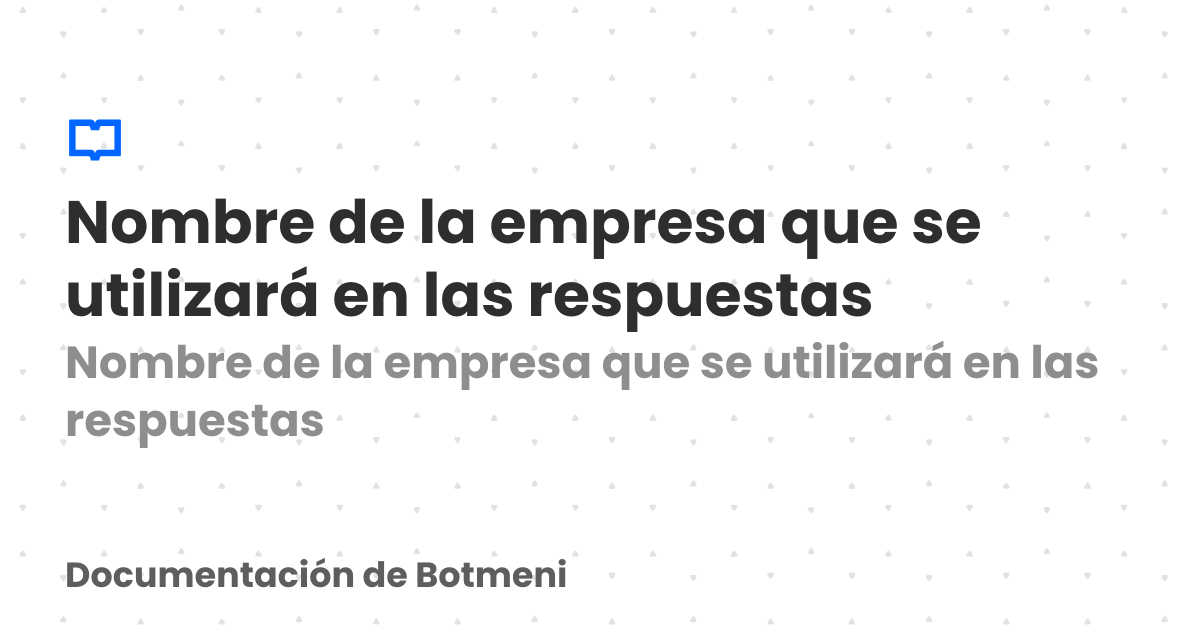 Nombre de la empresa que se
utilizará en las respuestas
Nombre de la empresa que se utilizará en las
respuestas
Documentación de Botmeni